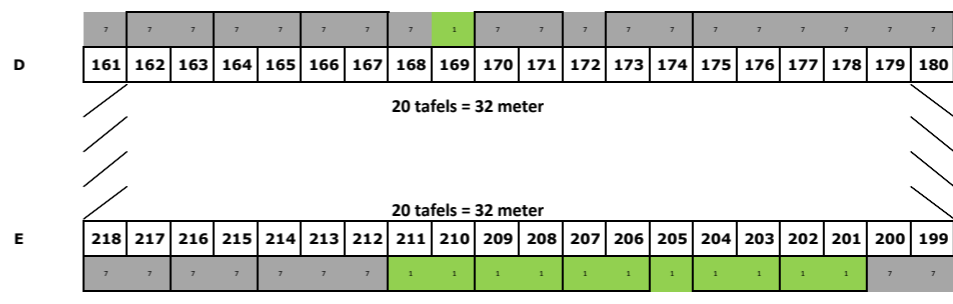 7 7 7 7 7 7 7 7 1 7 7 7 7 7 7 7 7 7 7 7
D 161 162 163 164 165 166 167 168 169 170 171 172 173 174 175 176 177 178 179 180
20 tafels = 32 meter
20 tafels = 32 meter
E 218 217 216 215 214 213 212 211 210 209 208 207 206 205 204 203 202 201 200 199
7 7 7 7 7 7 7 1 1 1 1 1 1 1 1 1 1 1 7 7